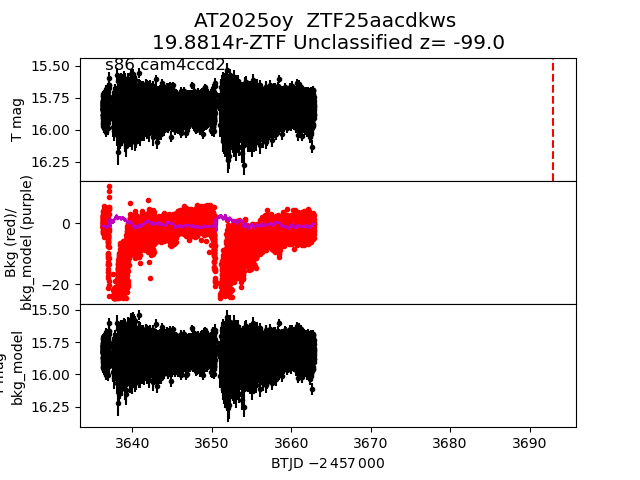 AT2025oy  ZTF25aacdkws
19.8814r-ZTF Unclassified z= -99.0
s86 cam4ccd2
15.50
15.75
16.00
16.25
T mag
0
−20
Bkg (red)/
bkg_model (purple)
15.50
15.75
16.00
16.25
mag
bkg_model
3640
3650
3660
3670
3680
3690
BTJD −2 457 000